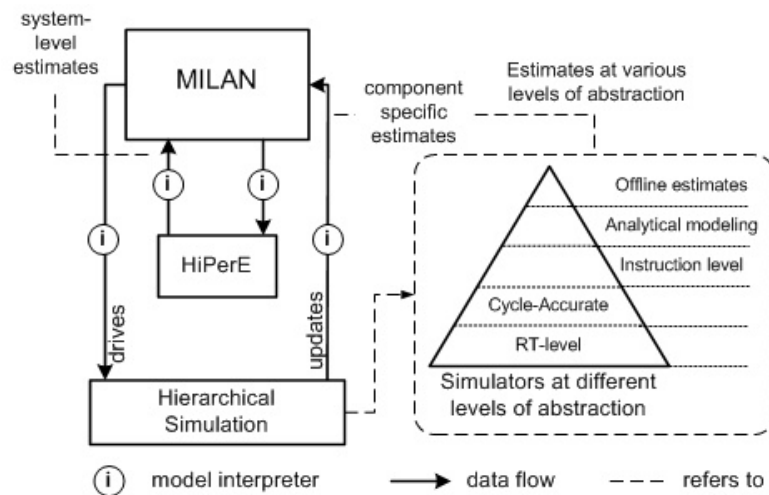 system-
level
estimates
MILAN
component
specific
estimates
Estimates at various
levels of abstraction
i
i
i
i
HiPerE
drives
updates
Hierarchical
Simulation
Offline estimates
Analytical modeling
Instruction level
Cycle-Accurate
RT-level
Simulators at different
levels of abstraction
i model interpreter
data flow
refers to